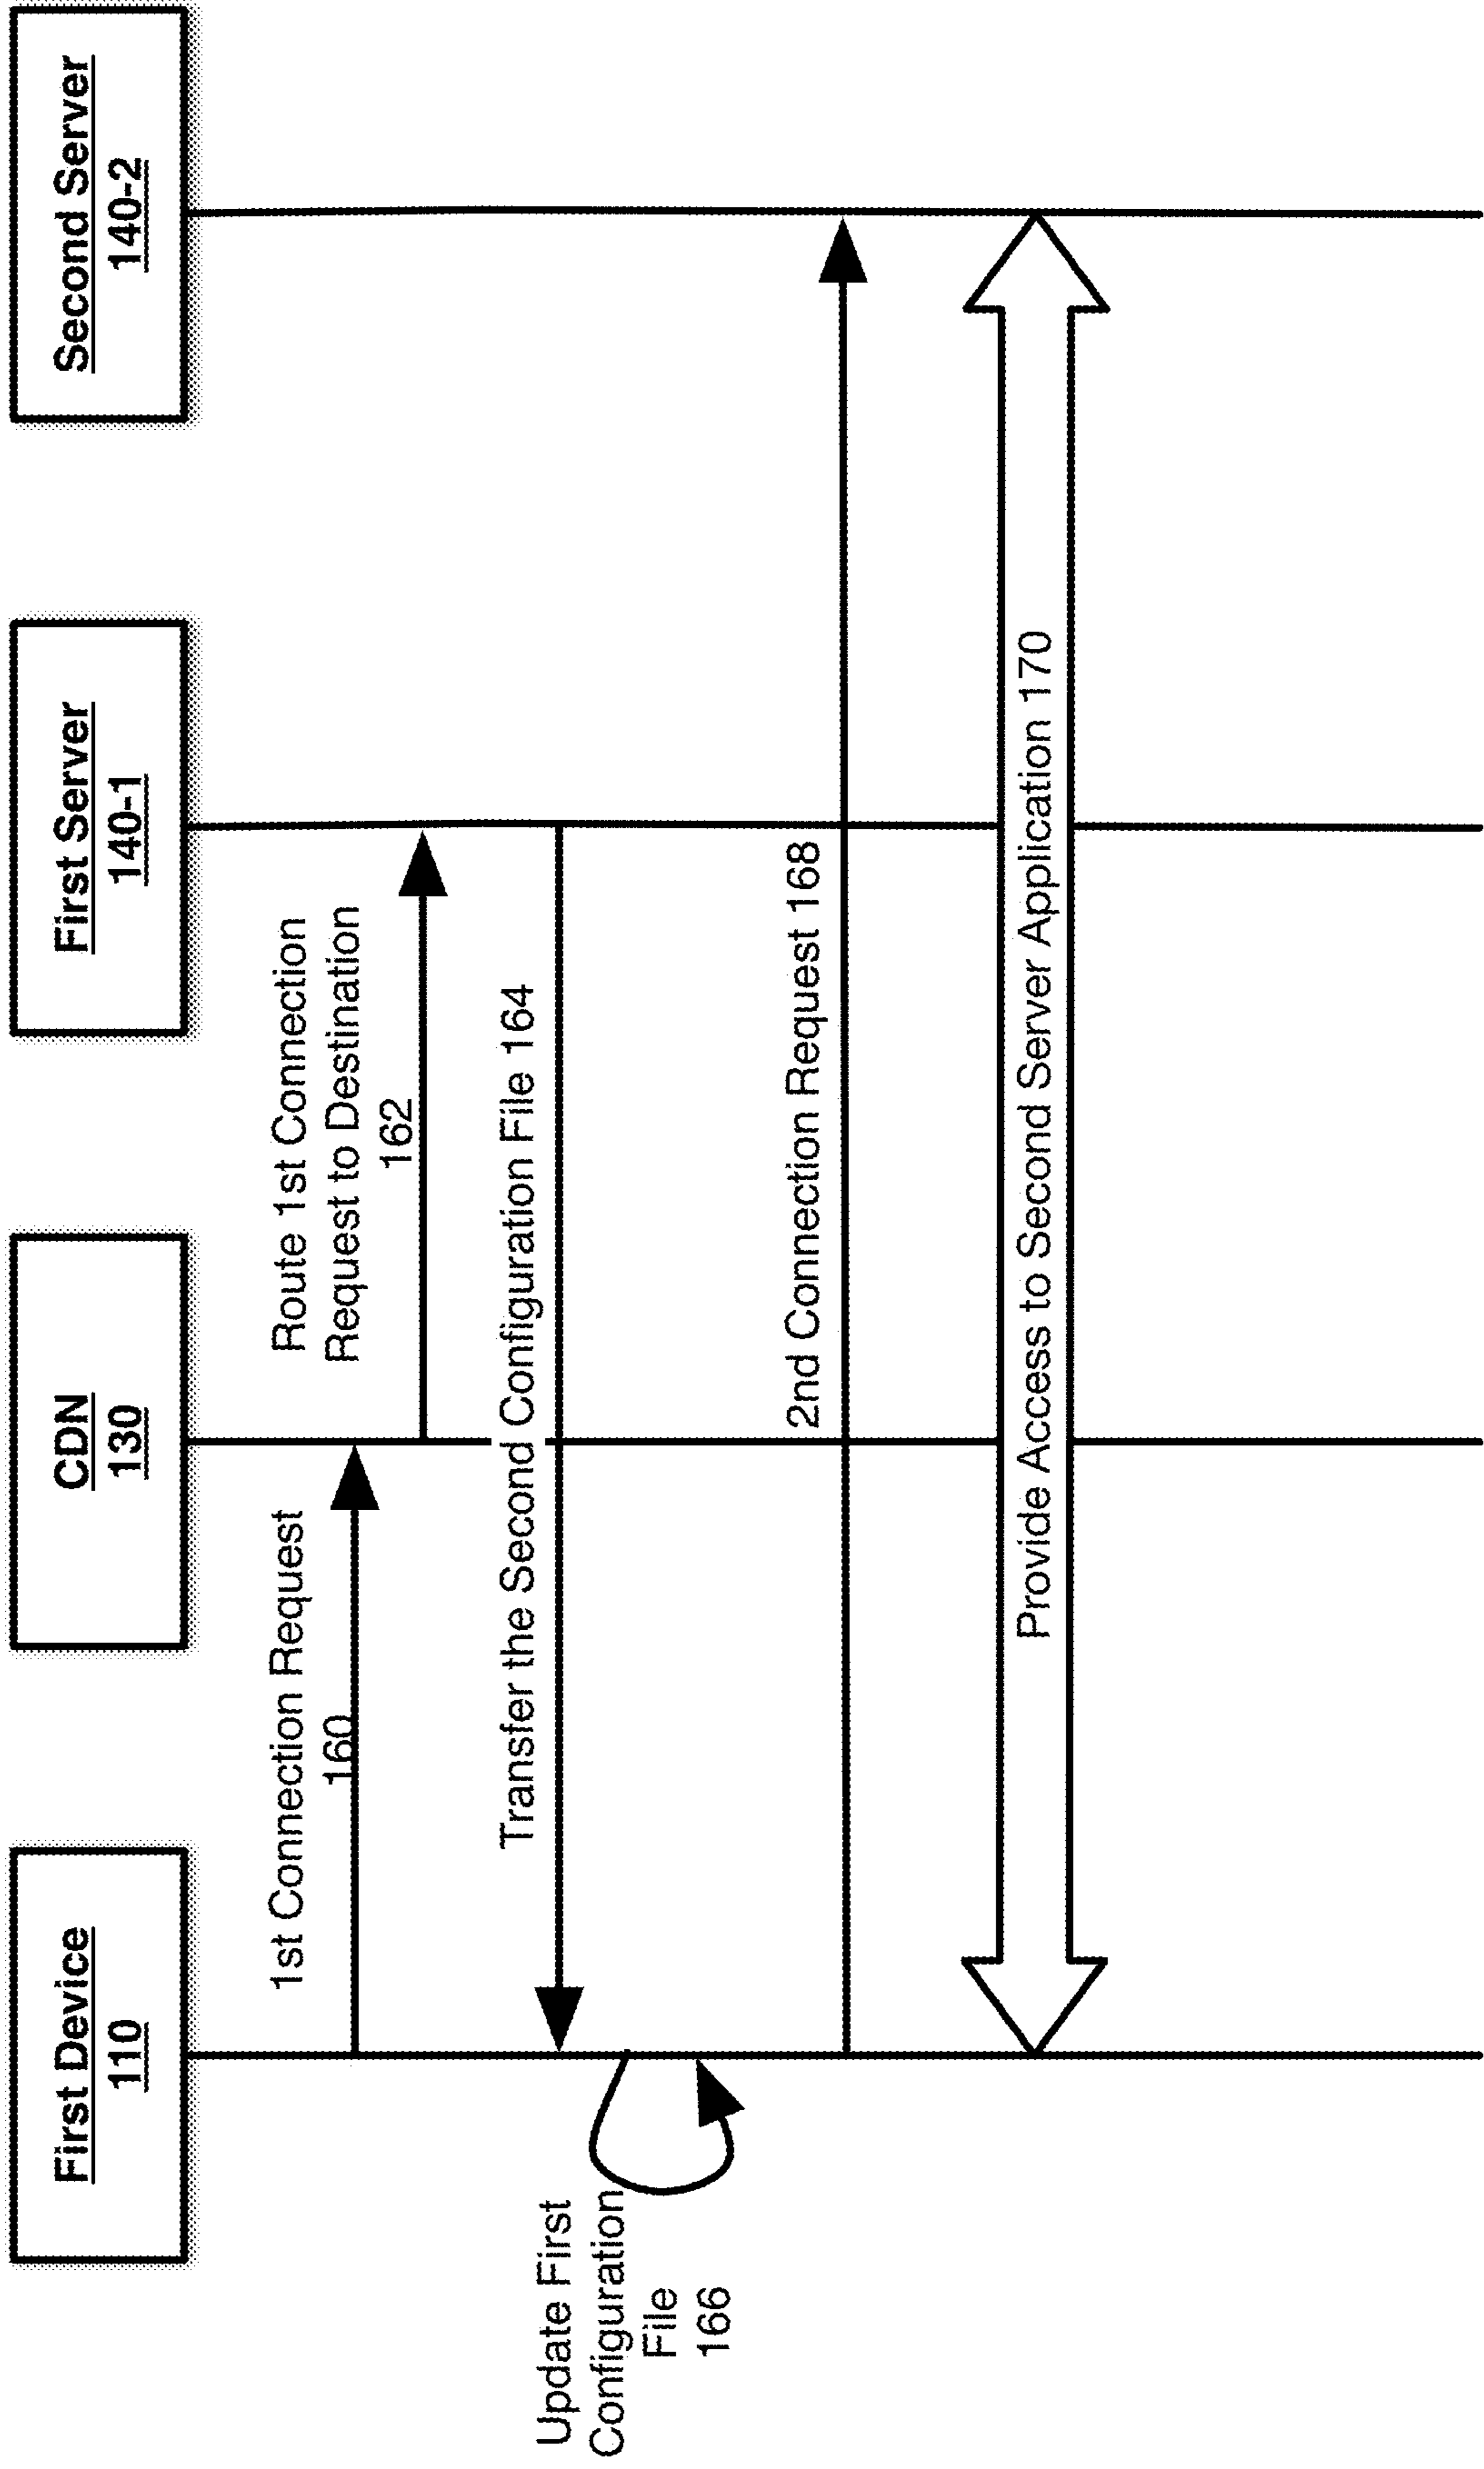 First Device
110
CDN
130
First Server
140-1
Second Server
140-2
1st Connection Request
160
Route 1st Connection
Request to Destination
162
Transfer the Second Configuration File 164
Update First
Configuration
File
166
2nd Connection Request 168
Provide Access to Second Server Application 170